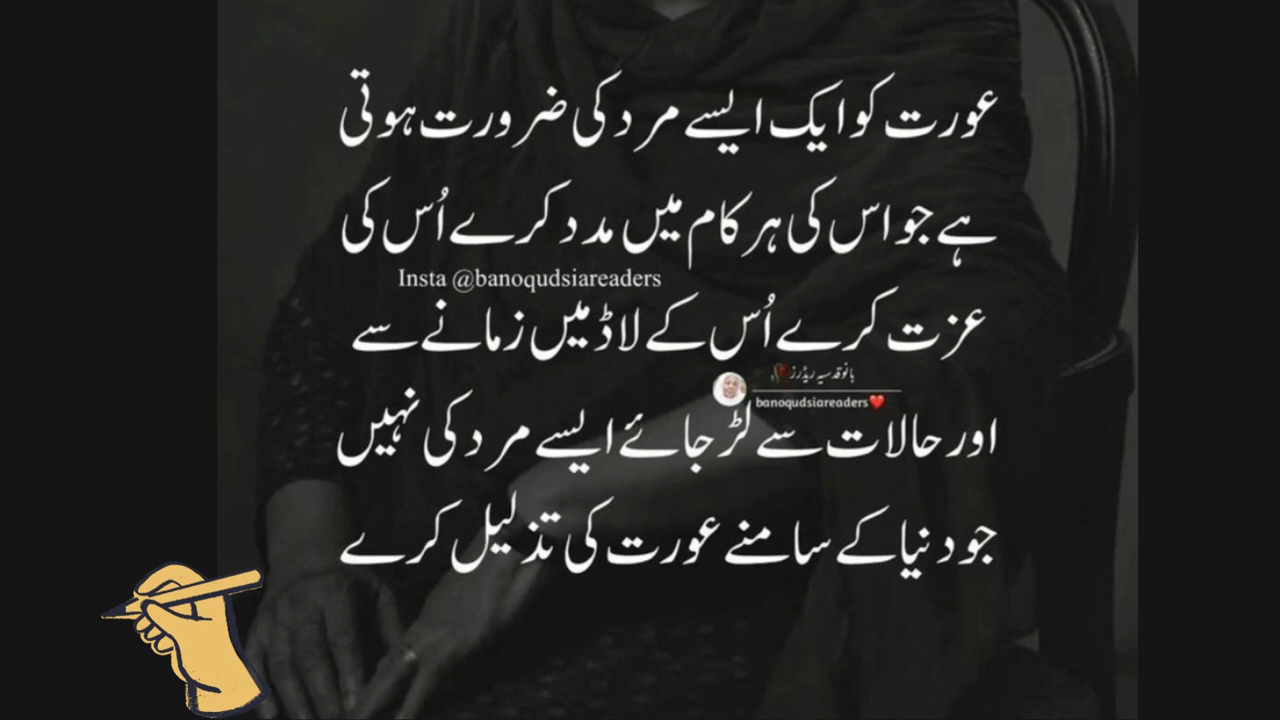 عورت کو ایک ایسے مرد کی ضرورت ہوتی
ہے جو اس کی ہر کام میں مدد کرے اُس کی
Insta @banoqudsiareaders
عزت کرے اُس کے لاڈ میں زمانے سے
بانو قدسیہ ریڈرز🥀
banoqudsiareaders❤️
اور حالات سے لڑ جائے ایسے مرد کی نہیں
جو دنیا کے سامنے عورت کی تذلیل کرے